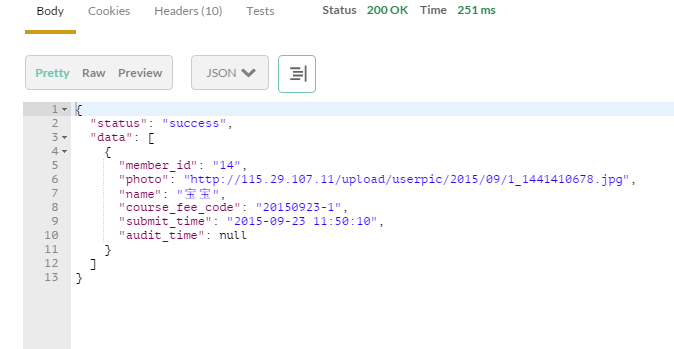 Body Cookies Headers (10) Tests Status 200 OK Time 251 ms
Pretty Raw Preview JSON
1 {
2 "status": "success",
3 "data": [
4 {
5 "member_id": "14",
6 "photo": "http://115.29.107.11/upload/userpic/2015/09/1_1441410678.jpg",
7 "name": "宝宝",
8 "course_fee_code": "20150923-1",
9 "submit_time": "2015-09-23 11:50:10",
10 "audit_time": null
11 }
12 ]
13 }